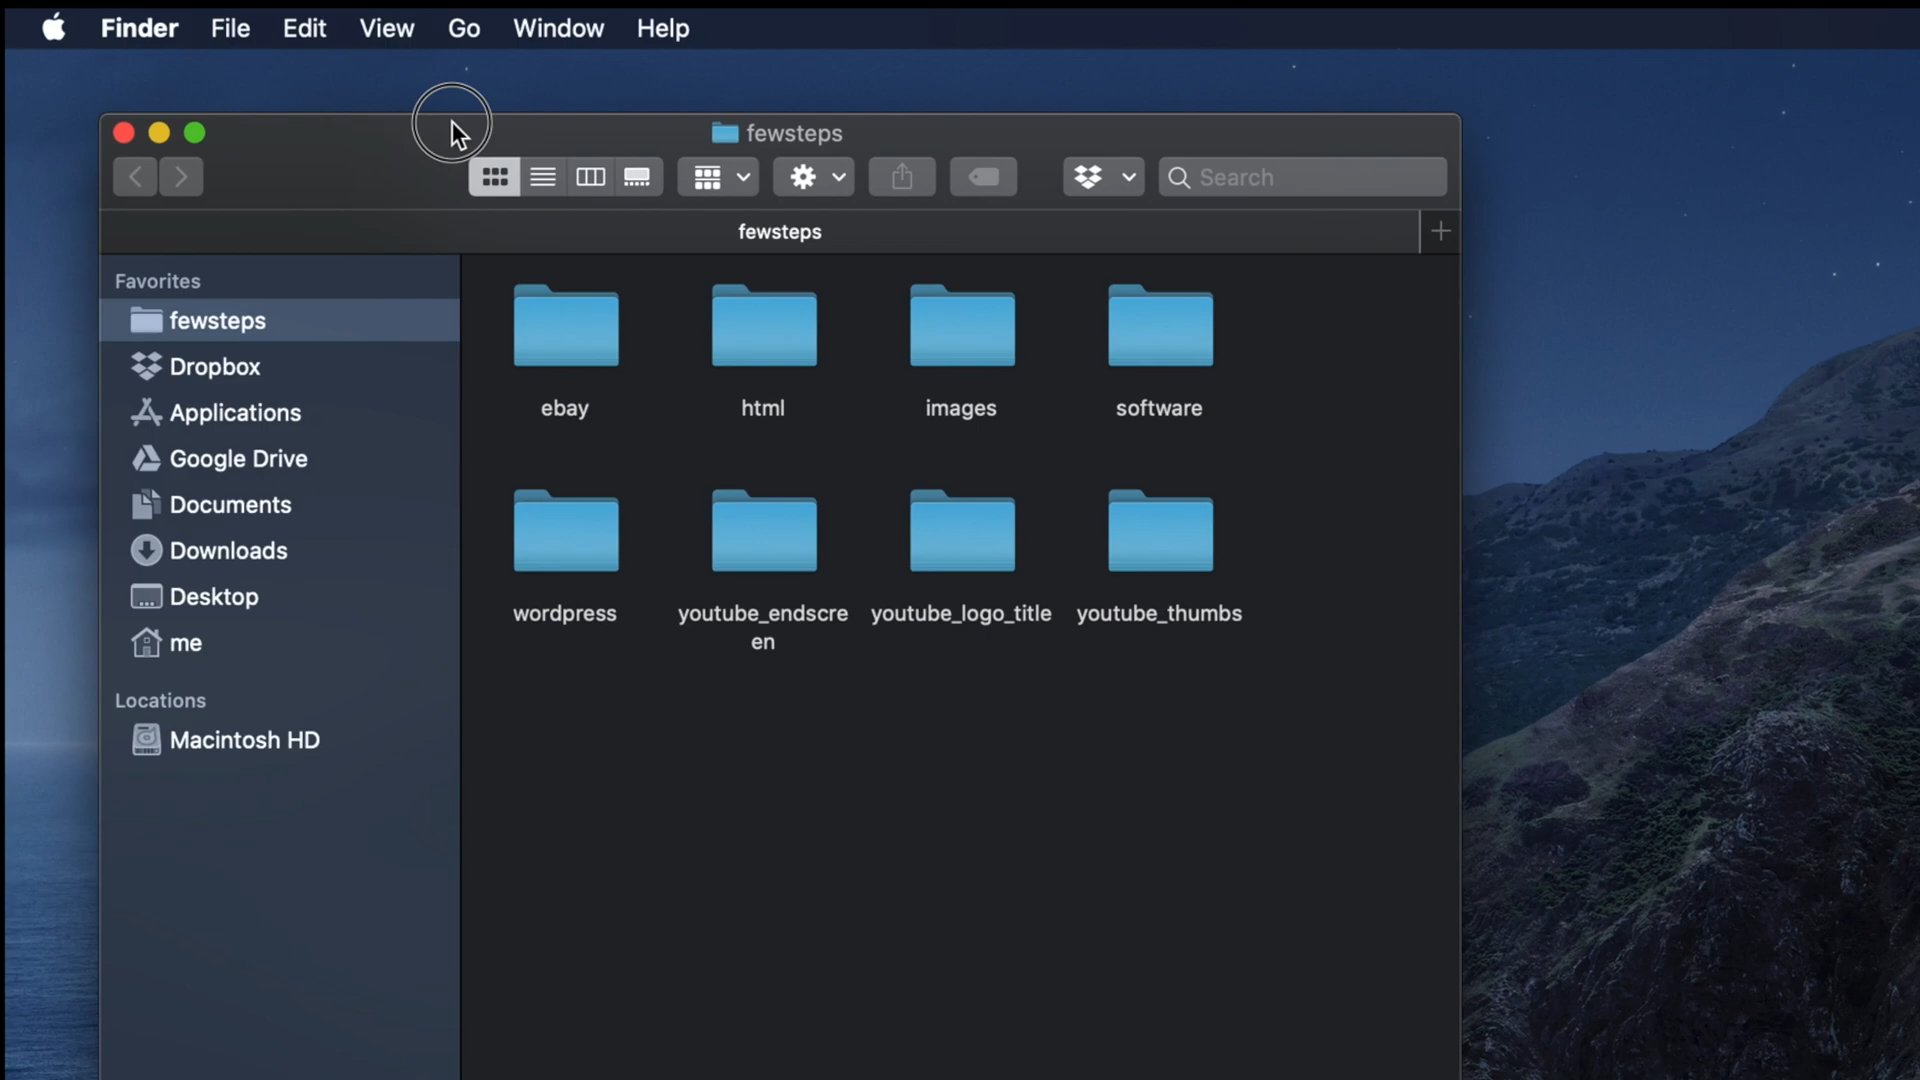 Finder File Edit View Go Window Help
fewsteps
Search
fewsteps
Favorites
fewsteps
Dropbox
Applications
Google Drive
Documents
Downloads
Desktop
me
Locations
Macintosh HD
ebay html images software
wordpress youtube_endscre youtube_logo_title youtube_thumbs
en